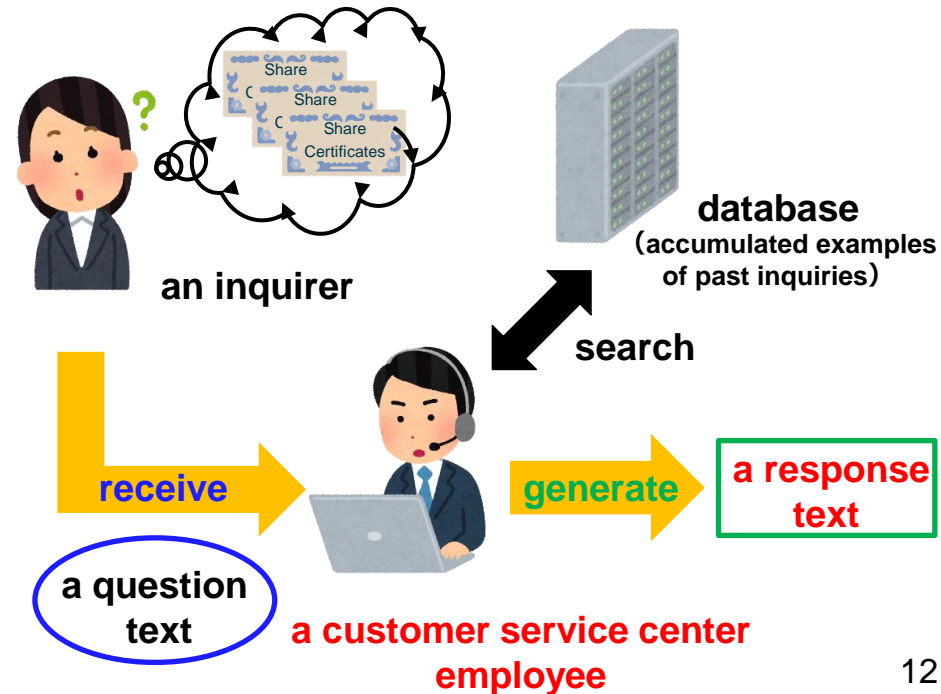 ?
Share
C
Share
C
Share
Certificates
an inquirer
database
（accumulated examples
of past inquiries）
search
receive
generate
a response
text
a question
text
a customer service center
employee
12